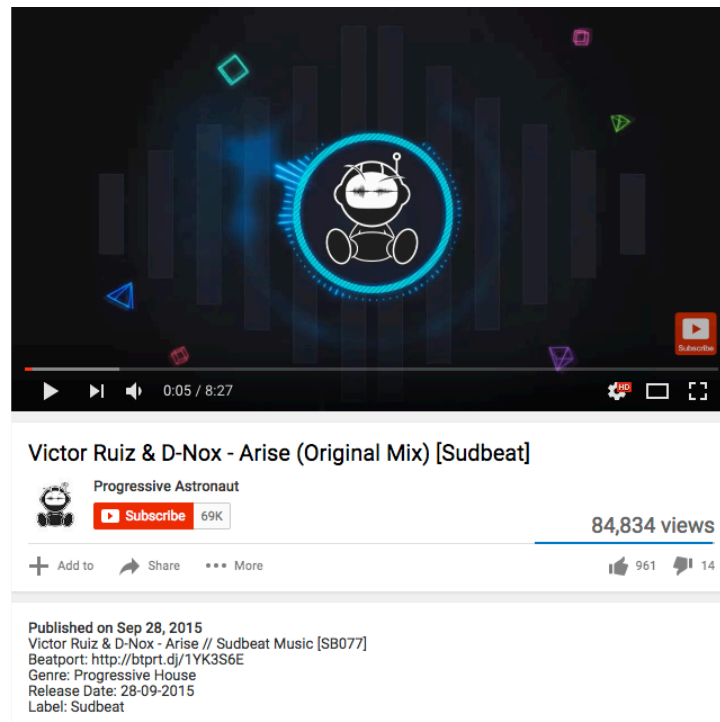 Subscribe
0:05 / 8:27
HD
Victor Ruiz & D-Nox - Arise (Original Mix) [Sudbeat]
Progressive Astronaut
Subscribe 69K
84,834 views
Add to Share More
961 14
Published on Sep 28, 2015
Victor Ruiz & D-Nox - Arise // Sudbeat Music [SB077]
Beatport: http://btprt.dj/1YK3S6E
Genre: Progressive House
Release Date: 28-09-2015
Label: Sudbeat